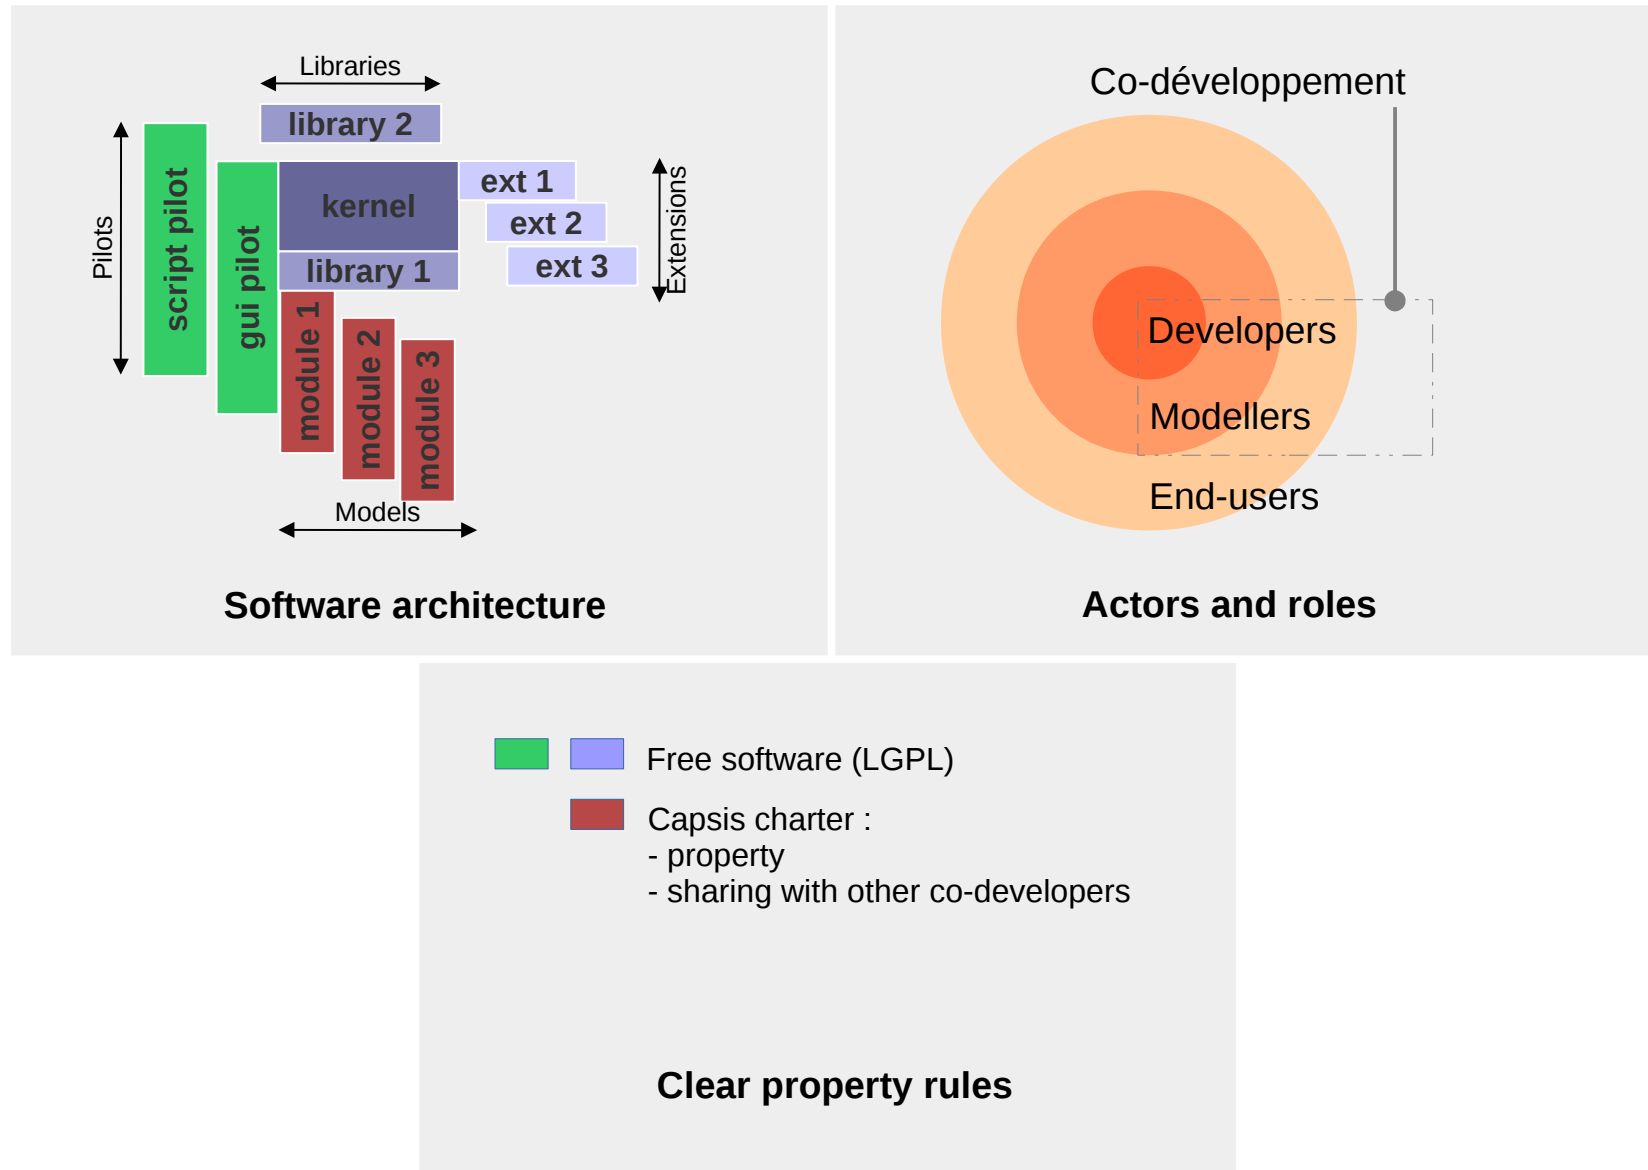 Libraries
library 2
Pilots
script pilot
gui pilot
kernel
library 1
ext 1
ext 2
ext 3
Extensions
module 1
module 2
module 3
Models
Software architecture
Co-développement
Developers
Modellers
End-users
Actors and roles
Free software (LGPL)
Capsis charter :
- property
- sharing with other co-developers
Clear property rules